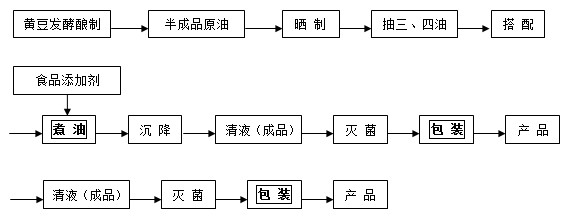 黄豆发酵酿制 半成品原油 晒 制 抽三、四油 搭 配
食品添加剂
煮 油 沉 降 清液（成品） 灭 菌 包 装 产 品
清液（成品） 灭 菌 包 装 产 品